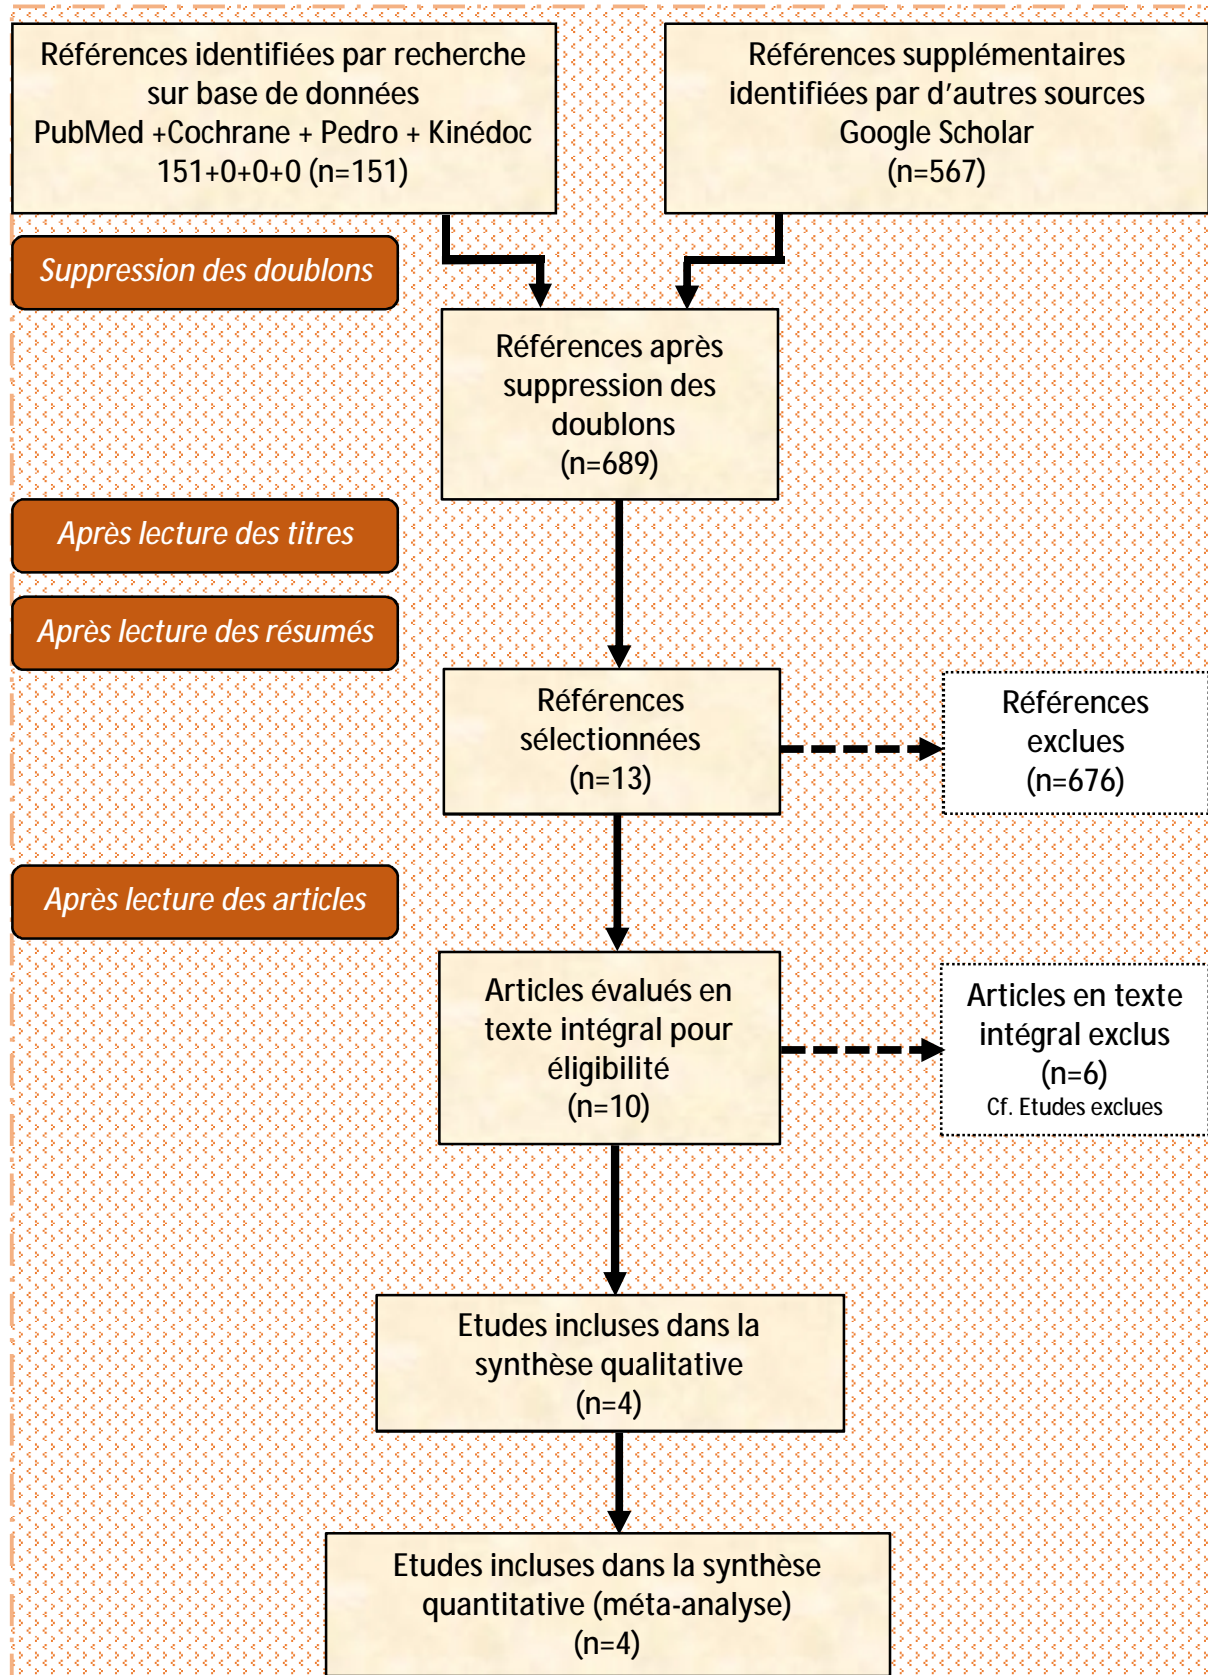 Références identifiées par recherche
sur base de données
PubMed +Cochrane + Pedro + Kinédoc
151+0+0+0 (n=151)
Références supplémentaires
identifiées par d'autres sources
Google Scholar
(n=567)
Suppression des doublons
Références après
suppression des
doublons
(n=689)
Après lecture des titres
Après lecture des résumés
Références
sélectionnées
(n=13)
Références
exclues
(n=676)
Après lecture des articles
Articles évalués en
texte intégral pour
éligibilité
(n=10)
Articles en texte
intégral exclus
(n=6)
Cf. Etudes exclues
Etudes incluses dans la
synthèse qualitative
(n=4)
Etudes incluses dans la synthèse
quantitative (méta-analyse)
(n=4)